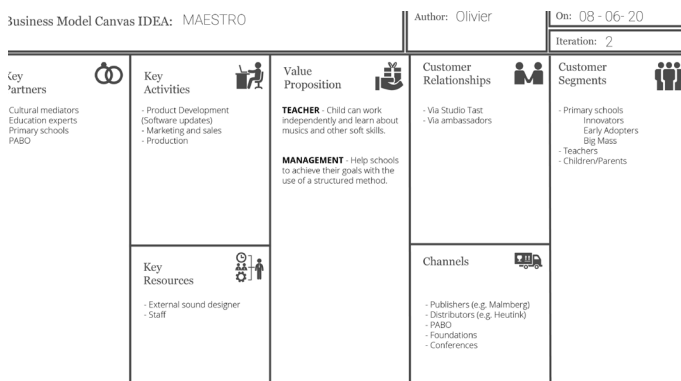 Business Model Canvas IDEA: MAESTRO
Author: Olivier
On: 08 - 06- 20
Iteration: 2
Key
Partners
Cultural mediators
Education experts
Primary schools
PABO
Key
Activities
- Product Development
(Software updates)
- Marketing and sales
- Production
Key
Resources
- External sound designer
- Staff
Value
Proposition
TEACHER - Child can work
independently and learn about
musics and other soft skills.
MANAGEMENT - Help schools
to achieve their goals with the
use of a structured method.
Customer
Relationships
- Via Studio Tast
- Via ambassadors
Channels
- Publishers (e.g. Malmberg)
- Distributors (e.g. Heutink)
- PABO
- Foundations
- Conferences
Customer
Segments
- Primary schools
Innovators
Early Adopters
Big Mass
- Teachers
- Children/Parents